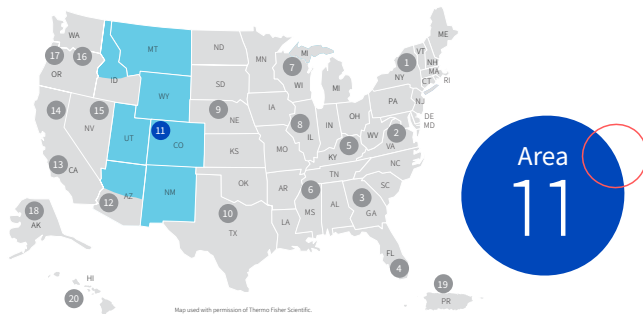 WA
MT
ND
MN
MI
VT
ME
17
16
7
1
NH
MA
OR
ID
SD
WI
MI
NY
CT
RI
WY
14
15
9
IA
PA
NJ
NE
8
OH
DE
NV
11
IL
IN
2
MD
UT
CO
5
WV
VA
KS
MO
KY
13
CA
NC
TN
AZ
NM
OK
AR
6
SC
12
3
18
10
MS
AL
GA
AK
TX
LA
FL
4
HI
19
20
PR
Map used with permission of Thermo Fisher Scientific.
Area
11